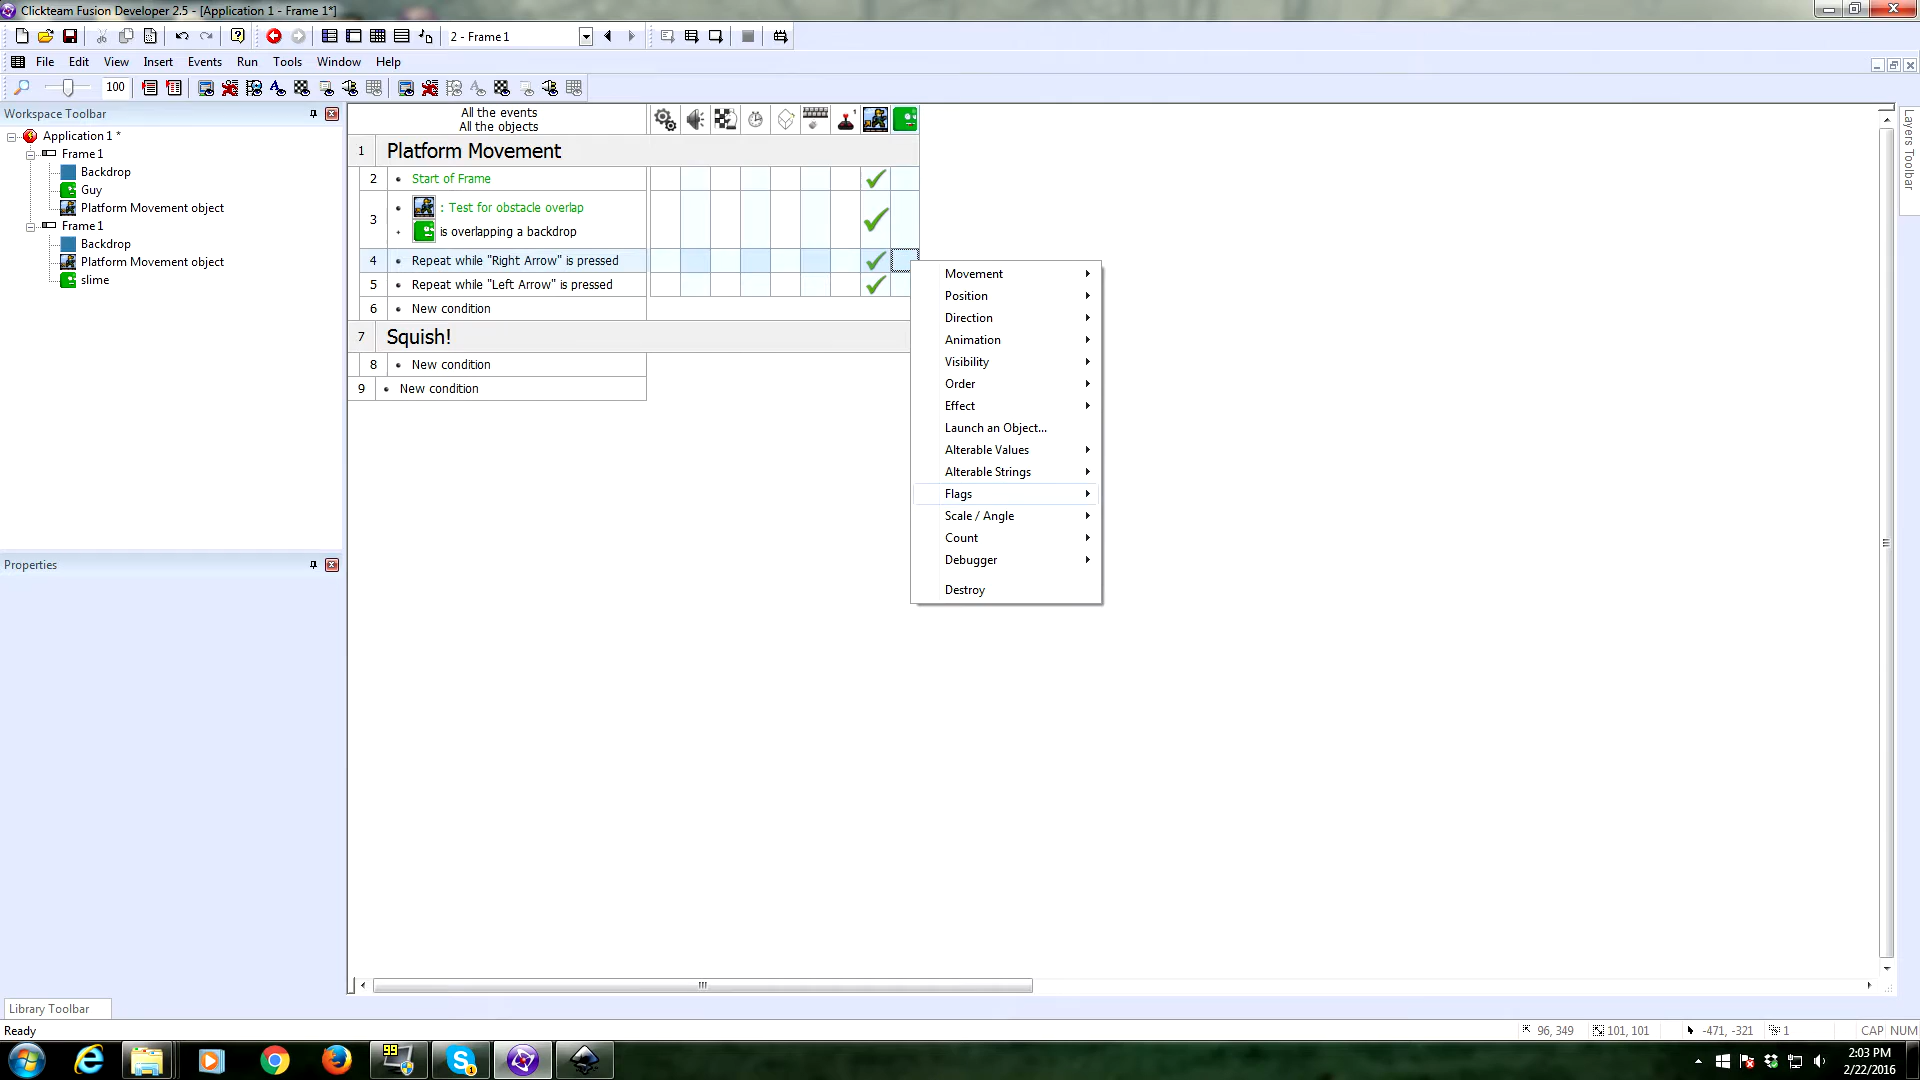 Clickteam Fusion Developer 2.5 - [Application 1 - Frame 1*]
2 - Frame 1
File Edit View Insert Events Run Tools Window Help
100
Workspace Toolbar
Application 1 *
Frame 1
Backdrop
Guy
Platform Movement object
Frame 1
Backdrop
Platform Movement object
slime
Properties
Library Toolbar
All the events
All the objects
1 Platform Movement
2 Start of Frame
3 : Test for obstacle overlap
is overlapping a backdrop
4 Repeat while "Right Arrow" is pressed
5 Repeat while "Left Arrow" is pressed
6 New condition
7 Squish!
8 New condition
9 New condition
Movement
Position
Direction
Animation
Visibility
Order
Effect
Launch an Object...
Alterable Values
Alterable Strings
Flags
Scale / Angle
Count
Debugger
Destroy
Layers Toolbar
Ready
96, 349
101, 101
-471, -321
1
CAP NUM
99
1
2:03 PM
2/22/2016